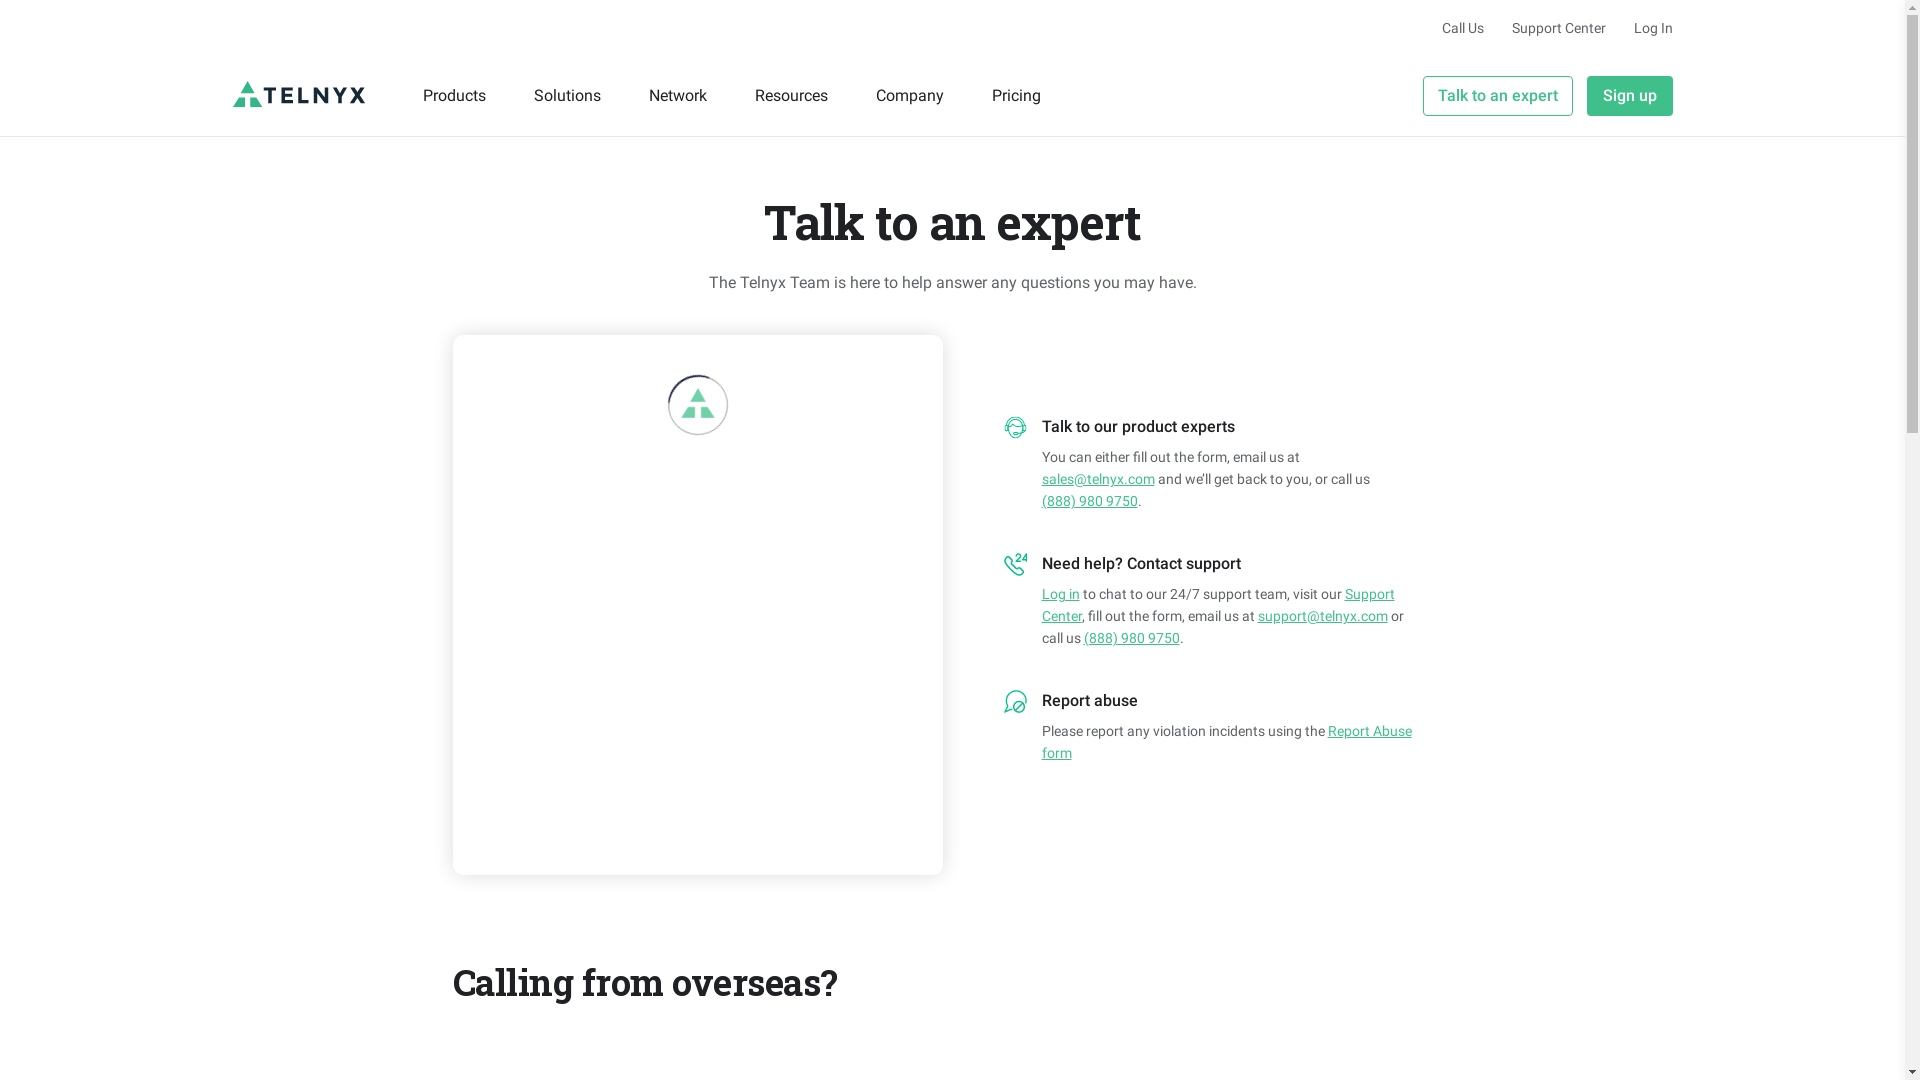 Call Us
Support Center
Log In
TELNYX
Products
Solutions
Network
Resources
Company
Pricing
Talk to an expert
Sign up
Talk to an expert
The Telnyx Team is here to help answer any questions you may have.
Talk to our product experts
You can either fill out the form, email us at
sales@telnyx.com and we’ll get back to you, or call us
(888) 980 9750.
24
Need help? Contact support
Log in to chat to our 24/7 support team, visit our Support
Center, fill out the form, email us at support@telnyx.com or
call us (888) 980 9750.
Report abuse
Please report any violation incidents using the Report Abuse
form
Calling from overseas?